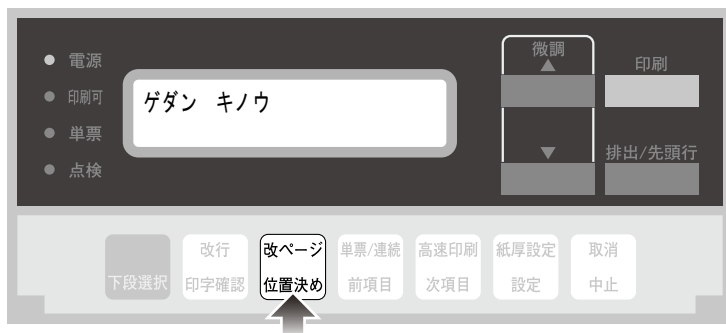 電源
印刷可
単票
点検
ゲダン キノウ
微調
▲
▼
印刷
排出/先頭行
下段選択
改行
印字確認
改ページ
位置決め
単票/連続
前項目
高速印刷
次項目
紙厚設定
設定
取消
中止